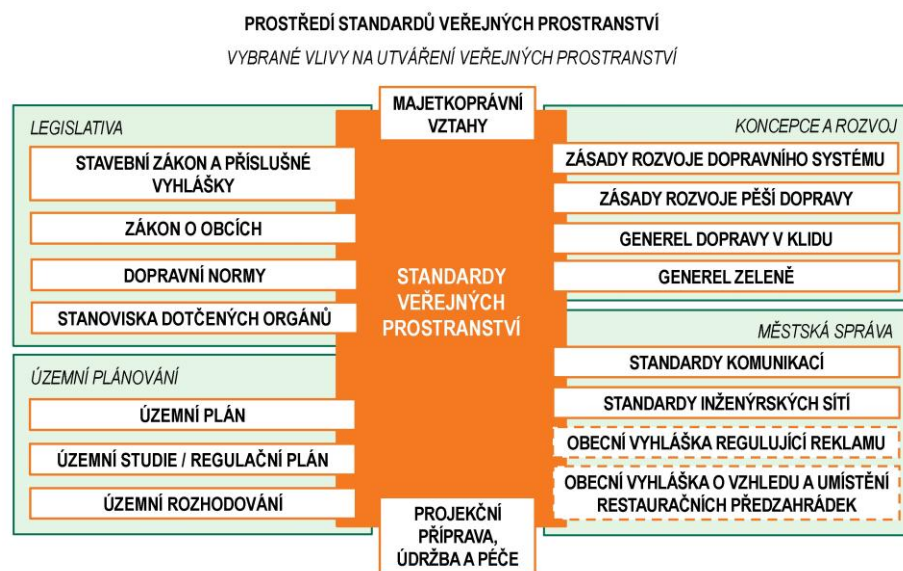 PROSTŘEDÍ STANDARDŮ VEŘEJNÝCH PROSTRANSTVÍ
VYBRANÉ VLIVY NA UTVÁŘENÍ VEŘEJNÝCH PROSTRANSTVÍ
MAJETKOPRÁVNÍ
VZTAHY
LEGISLATIVA
STAVEBNÍ ZÁKON A PŘÍSLUŠNÉ
VYHLÁŠKY
ZÁKON O OBCÍCH
DOPRAVNÍ NORMY
STANOVISKA DOTČENÝCH ORGÁNŮ
ÚZEMNÍ PLÁNOVÁNÍ
ÚZEMNÍ PLÁN
ÚZEMNÍ STUDIE / REGULAČNÍ PLÁN
ÚZEMNÍ ROZHODOVÁNÍ
STANDARDY
VEŘEJNÝCH
PROSTRANSTVÍ
KONCEPCE A ROZVOJ
ZÁSADY ROZVOJE DOPRAVNÍHO SYSTÉMU
ZÁSADY ROZVOJE PĚŠÍ DOPRAVY
GENEREL DOPRAVY V KLIDU
GENEREL ZELENĚ
MĚSTSKÁ SPRÁVA
STANDARDY KOMUNIKACÍ
STANDARDY INŽENÝRSKÝCH SÍTÍ
OBECNÍ VYHLÁŠKA REGULUJÍCÍ REKLAMU
OBECNÍ VYHLÁŠKA O VZHLEDU A UMÍSTĚNÍ
RESTAURAČNÍCH PŘEDZAHRÁDEK
PROJEKČNÍ
PŘÍPRAVA,
ÚDRŽBA A PÉČE